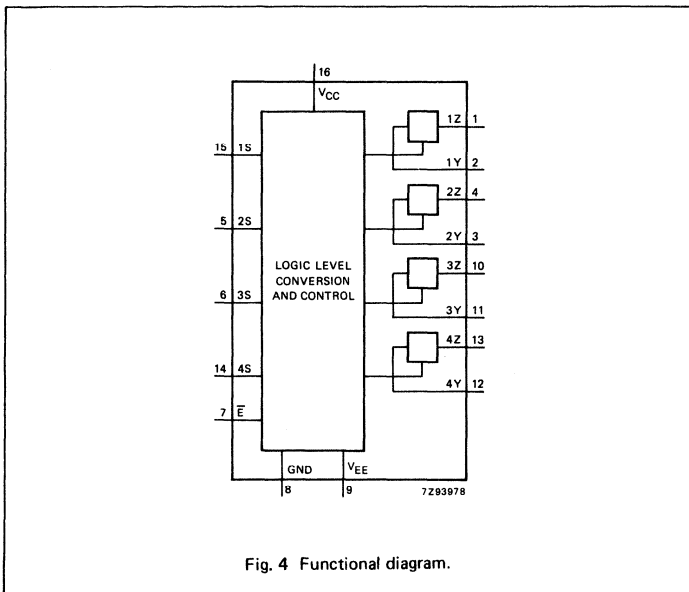 16
VCC
1Z 1
15 1S
1Y 2
2Z 4
5 2S
2Y 3
LOGIC LEVEL
CONVERSION
AND CONTROL
3Z 10
6 3S
3Y 11
4Z 13
14 4S
4Y 12
7 E̅
GND
VEE
8
9
7Z93978
Fig. 4 Functional diagram.